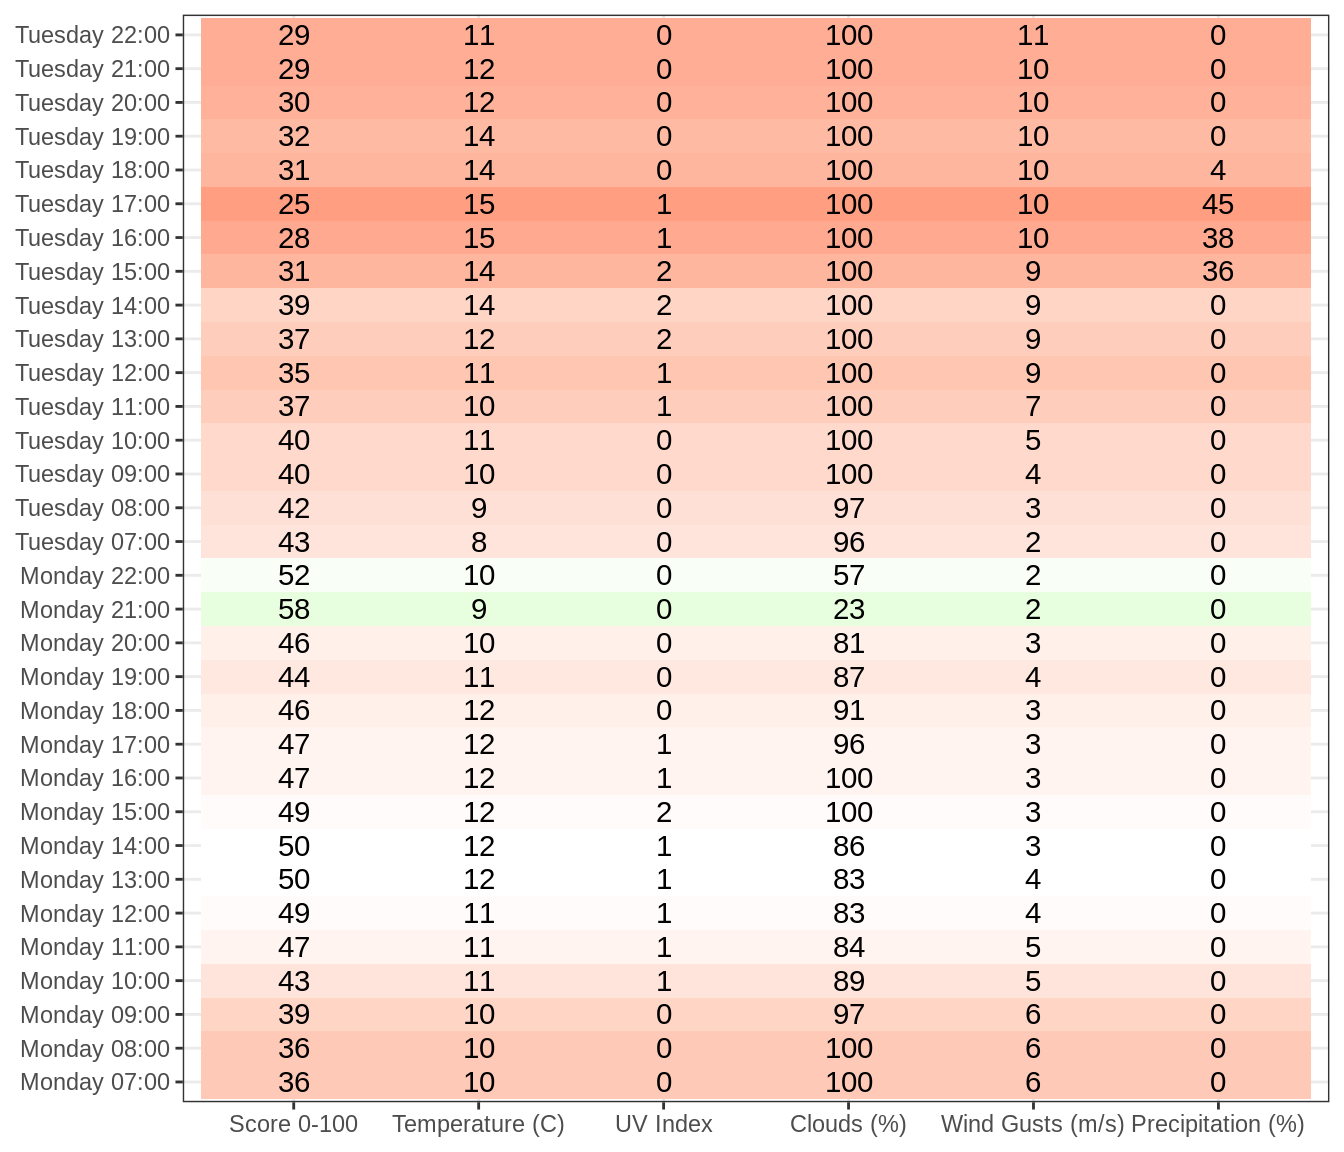 Tuesday 22:00 29 11 0 100 11 0
Tuesday 21:00 29 12 0 100 10 0
Tuesday 20:00 30 12 0 100 10 0
Tuesday 19:00 32 14 0 100 10 0
Tuesday 18:00 31 14 0 100 10 4
Tuesday 17:00 25 15 1 100 10 45
Tuesday 16:00 28 15 1 100 10 38
Tuesday 15:00 31 14 2 100 9 36
Tuesday 14:00 39 14 2 100 9 0
Tuesday 13:00 37 12 2 100 9 0
Tuesday 12:00 35 11 1 100 9 0
Tuesday 11:00 37 10 1 100 7 0
Tuesday 10:00 40 11 0 100 5 0
Tuesday 09:00 40 10 0 100 4 0
Tuesday 08:00 42 9 0 97 3 0
Tuesday 07:00 43 8 0 96 2 0
Monday 22:00 52 10 0 57 2 0
Monday 21:00 58 9 0 23 2 0
Monday 20:00 46 10 0 81 3 0
Monday 19:00 44 11 0 87 4 0
Monday 18:00 46 12 0 91 3 0
Monday 17:00 47 12 1 96 3 0
Monday 16:00 47 12 1 100 3 0
Monday 15:00 49 12 2 100 3 0
Monday 14:00 50 12 1 86 3 0
Monday 13:00 50 12 1 83 4 0
Monday 12:00 49 11 1 83 4 0
Monday 11:00 47 11 1 84 5 0
Monday 10:00 43 11 1 89 5 0
Monday 09:00 39 10 0 97 6 0
Monday 08:00 36 10 0 100 6 0
Monday 07:00 36 10 0 100 6 0
Score 0-100 Temperature (C) UV Index Clouds (%) Wind Gusts (m/s) Precipitation (%)